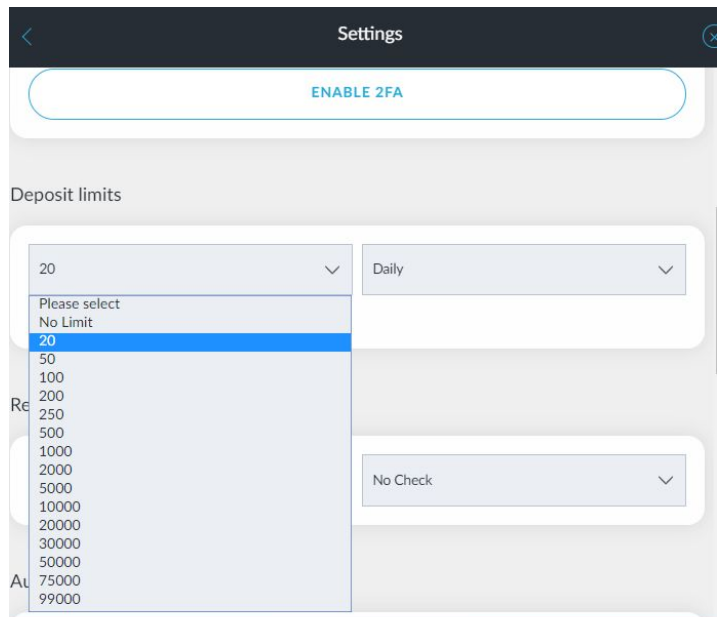 Settings
ENABLE 2FA
Deposit limits
20
Daily
Please select
No Limit
20
50
100
200
250
500
1000
2000
5000
10000
20000
30000
50000
75000
99000
Re
No Check
Au